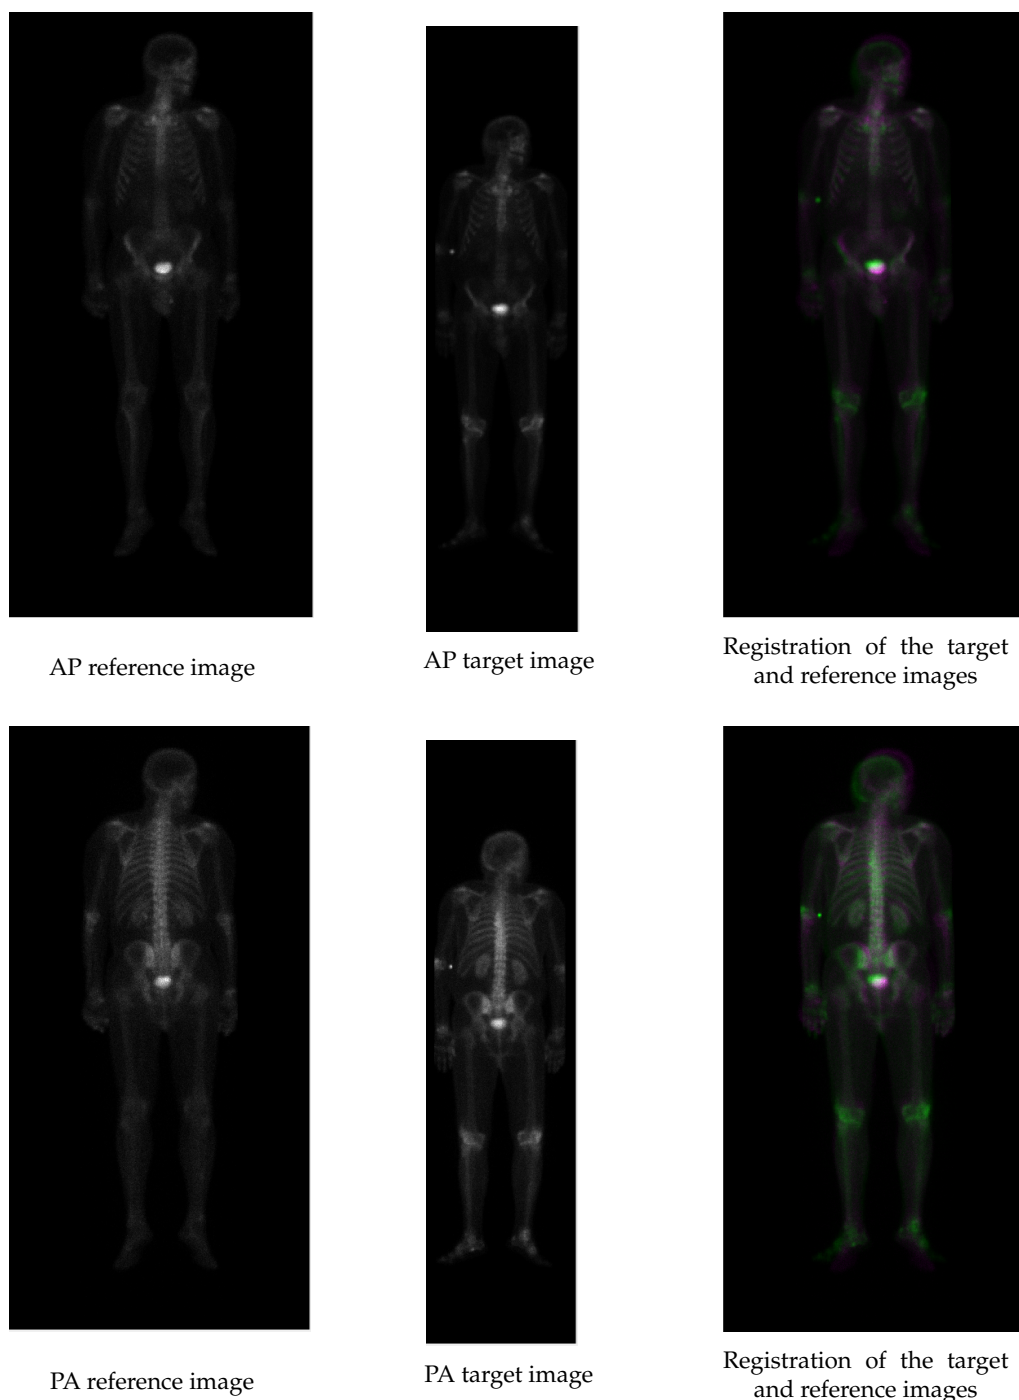 AP reference image
AP target image
Registration of the target
and reference images
PA reference image
PA target image
Registration of the target
and reference images